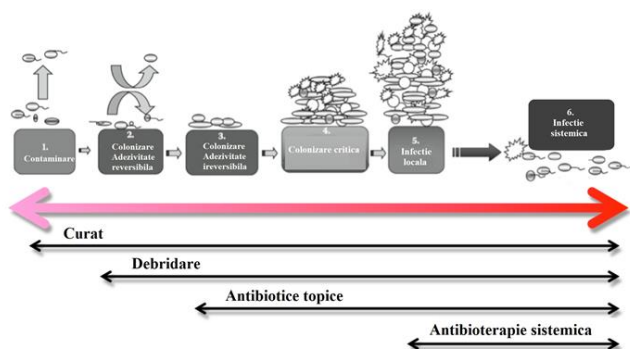 1.
Contaminare
2.
Colonizare
Adezivitate
reversibila
3.
Colonizare
Adezivitate
ireversibila
4.
Colonizare critica
5.
Infectie
locala
6.
Infectie
sistemica
Curat
Debridare
Antibiotice topice
Antibioterapie sistemica